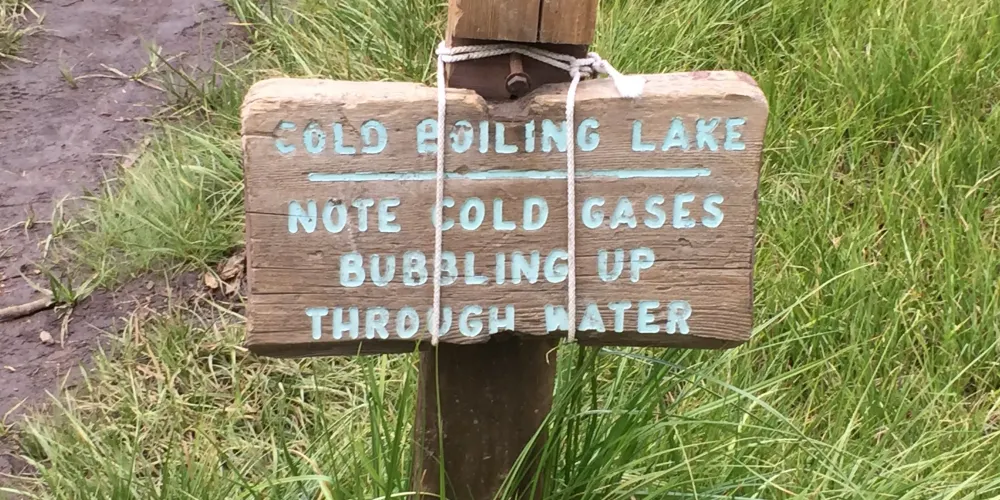 COLD BOILING LAKE
NOTE COLD GASES
BUBBLING UP
THROUGH WATER